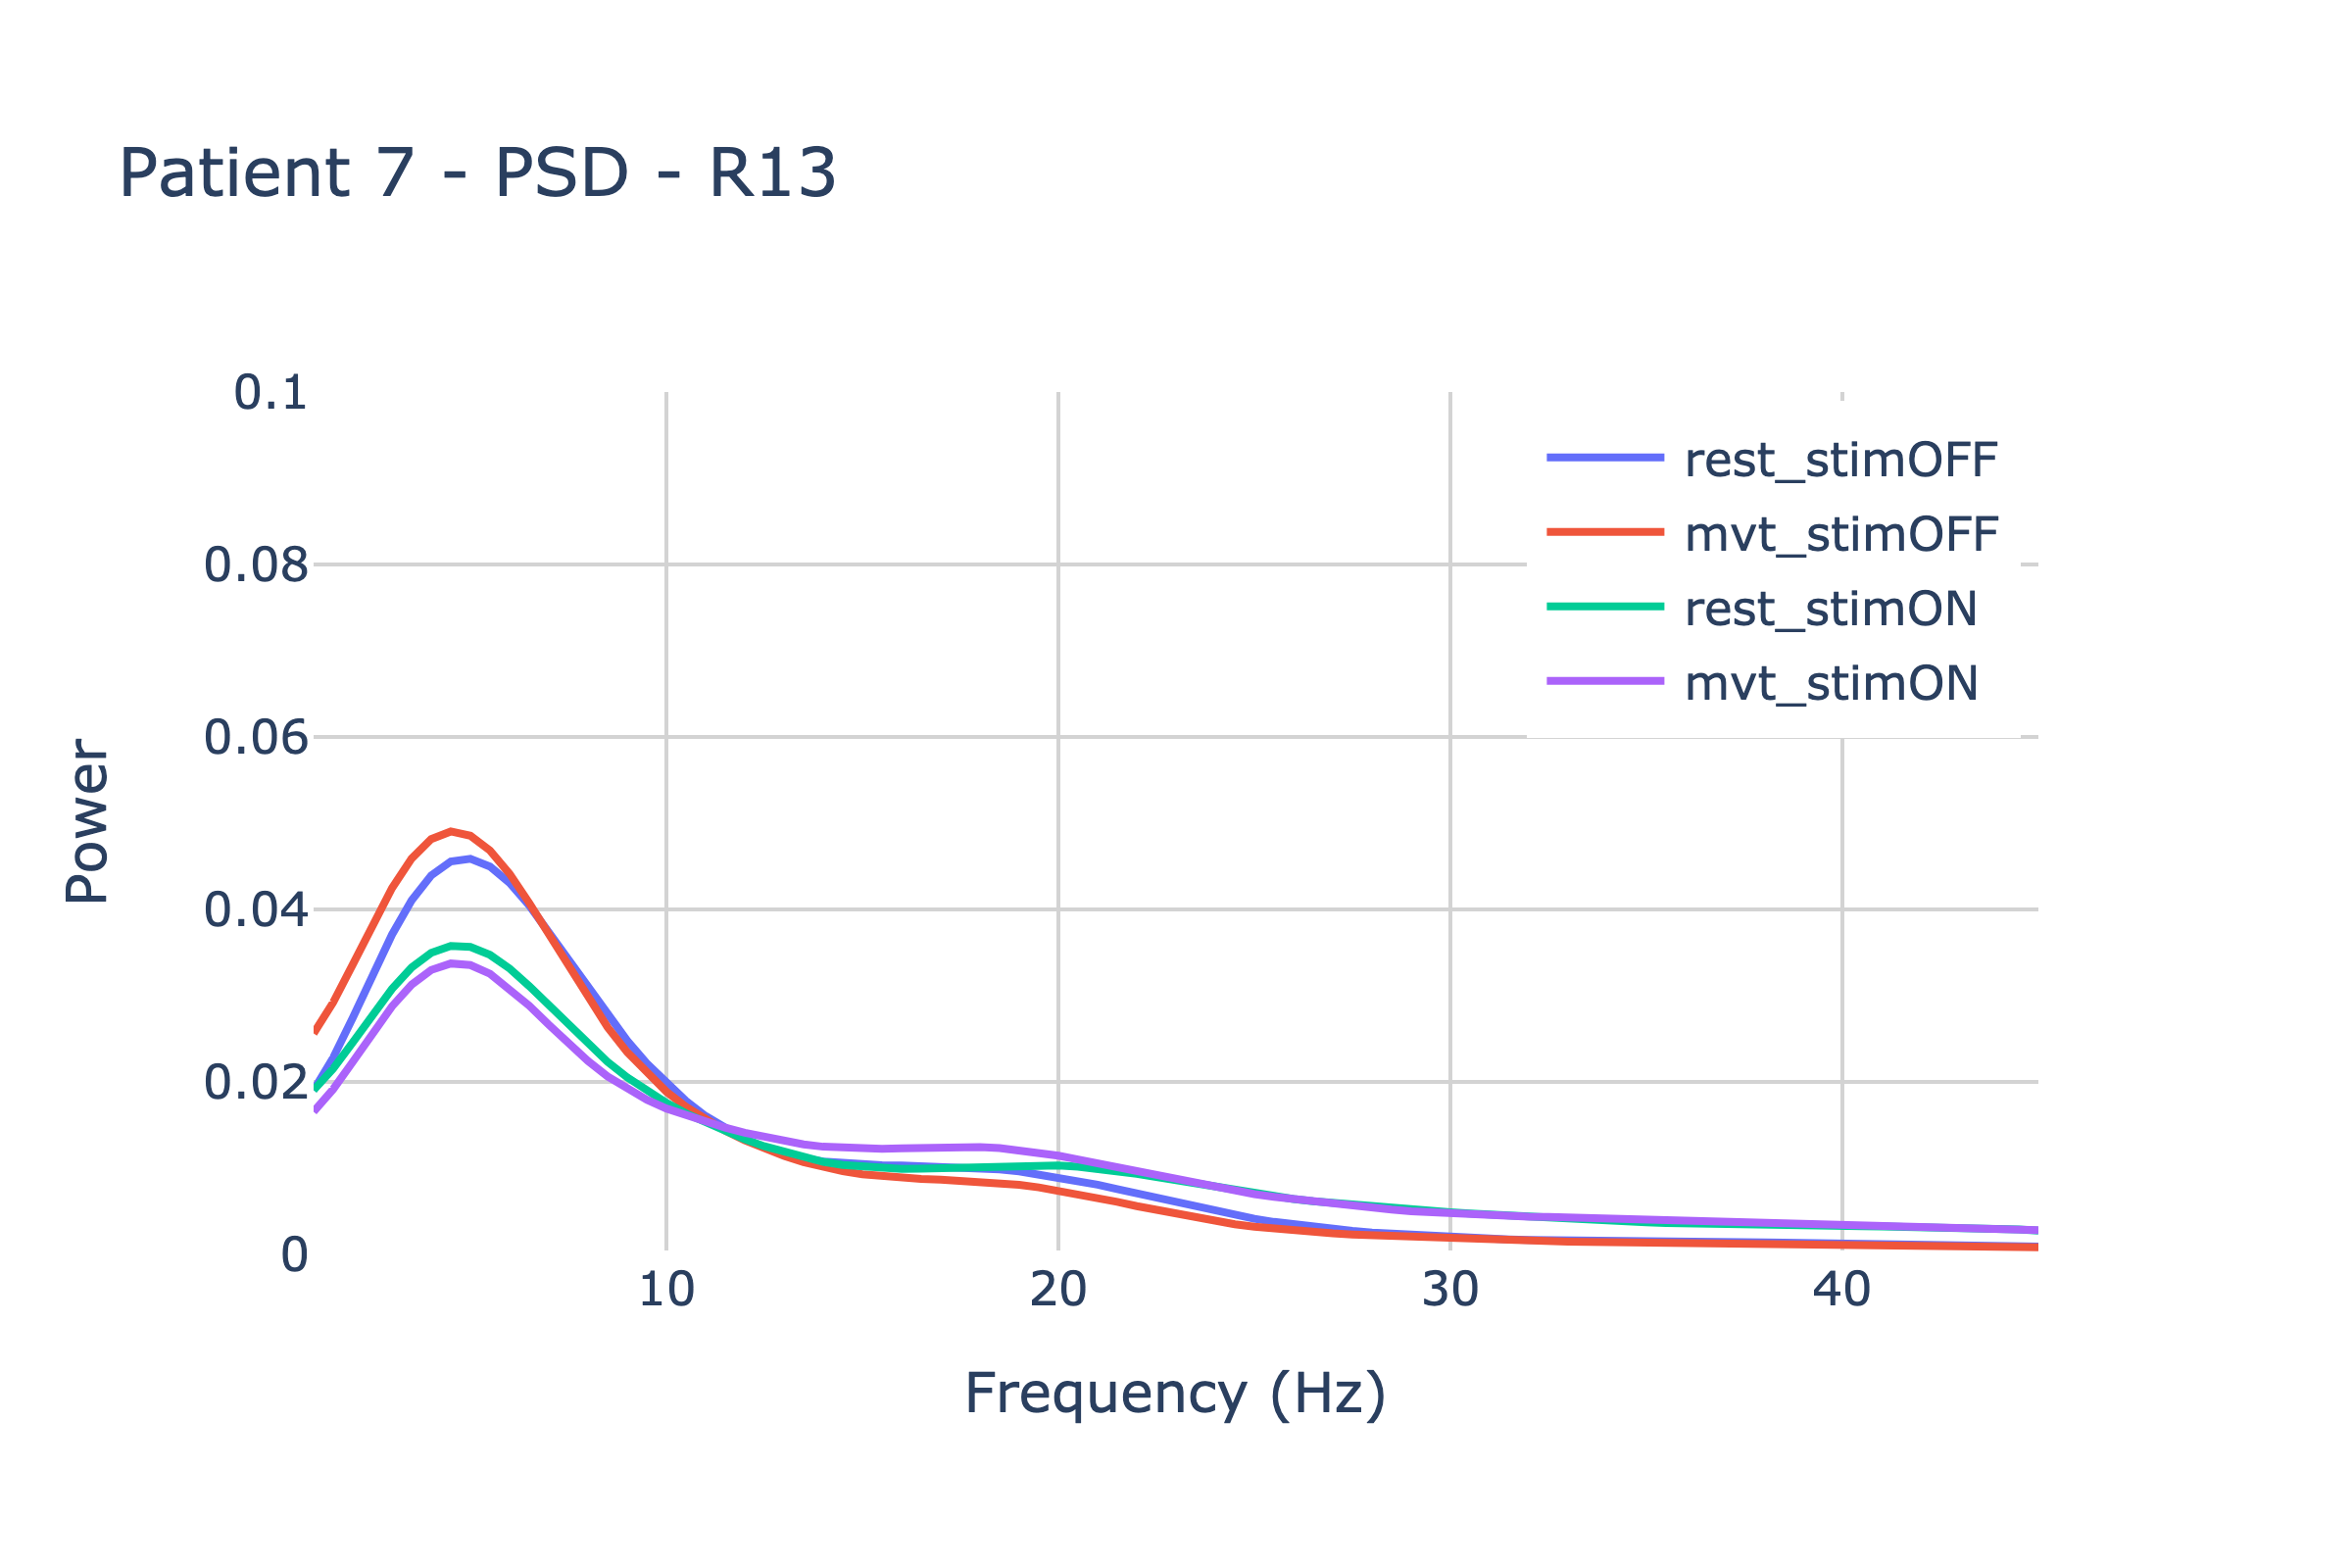 Patient 7 - PSD - R13
0.1
0.08
0.06
0.04
0.02
0
Power
10 20 30 40
Frequency (Hz)
rest_stimOFF
mvt_stimOFF
rest_stimON
mvt_stimON